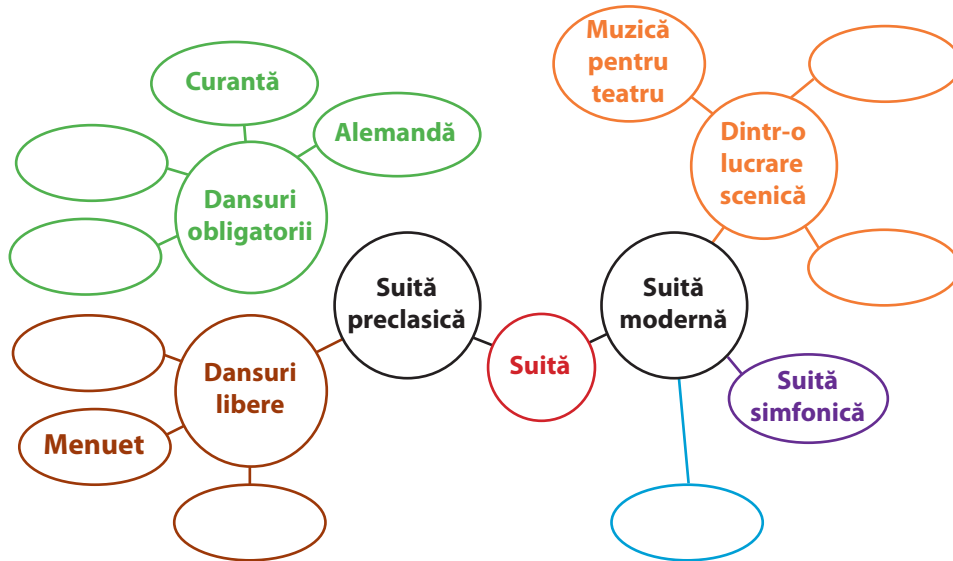 Curantă
Alemandă
Dansuri
obligatorii
Muzică
pentru
teatru
Dintr-o
lucrare
scenică
Suită
preclasică
Suită
Suită
modernă
Suită
simfonică
Dansuri
libere
Menuet